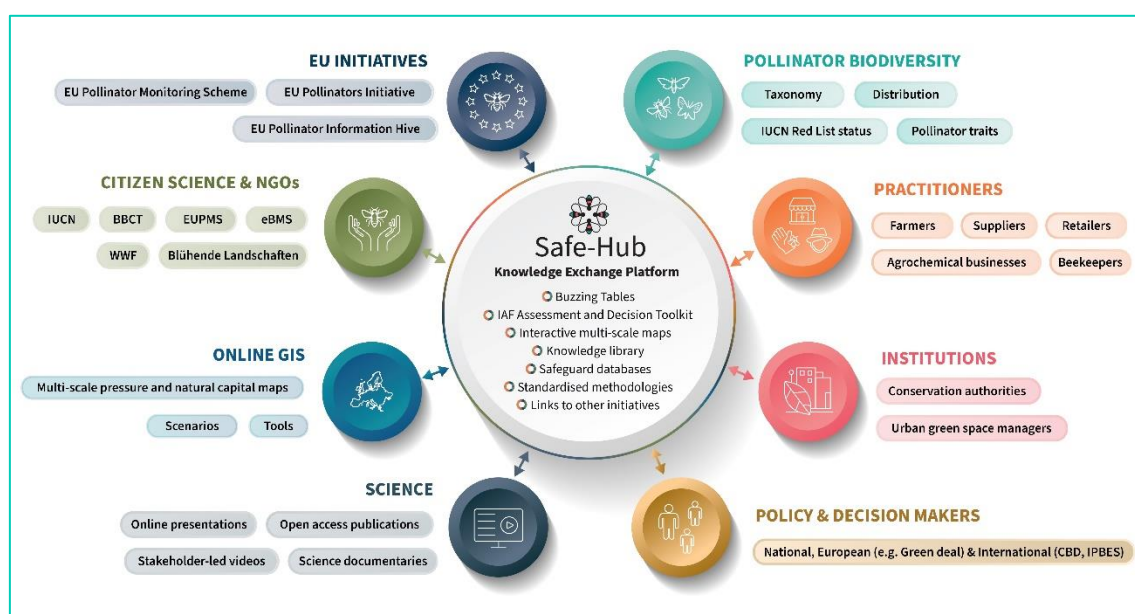 EU INITIATIVES
EU Pollinator Monitoring Scheme
EU Pollinators Initiative
EU Pollinator Information Hive
POLLINATOR BIODIVERSITY
Taxonomy
Distribution
IUCN Red List status
Pollinator traits
CITIZEN SCIENCE & NGOs
IUCN
BBCT
EUPMS
eBMS
WWF
Blühende Landschaften
PRACTITIONERS
Farmers
Suppliers
Retailers
Agrochemical businesses
Beekeepers
Safe-Hub
Knowledge Exchange Platform
Buzzing Tables
IAF Assessment and Decision Toolkit
Interactive multi-scale maps
Knowledge library
Safeguard databases
Standardised methodologies
Links to other initiatives
ONLINE GIS
Multi-scale pressure and natural capital maps
Scenarios
Tools
INSTITUTIONS
Conservation authorities
Urban green space managers
SCIENCE
Online presentations
Open access publications
Stakeholder-led videos
Science documentaries
POLICY & DECISION MAKERS
National, European (e.g. Green deal) & International (CBD, IPBES)